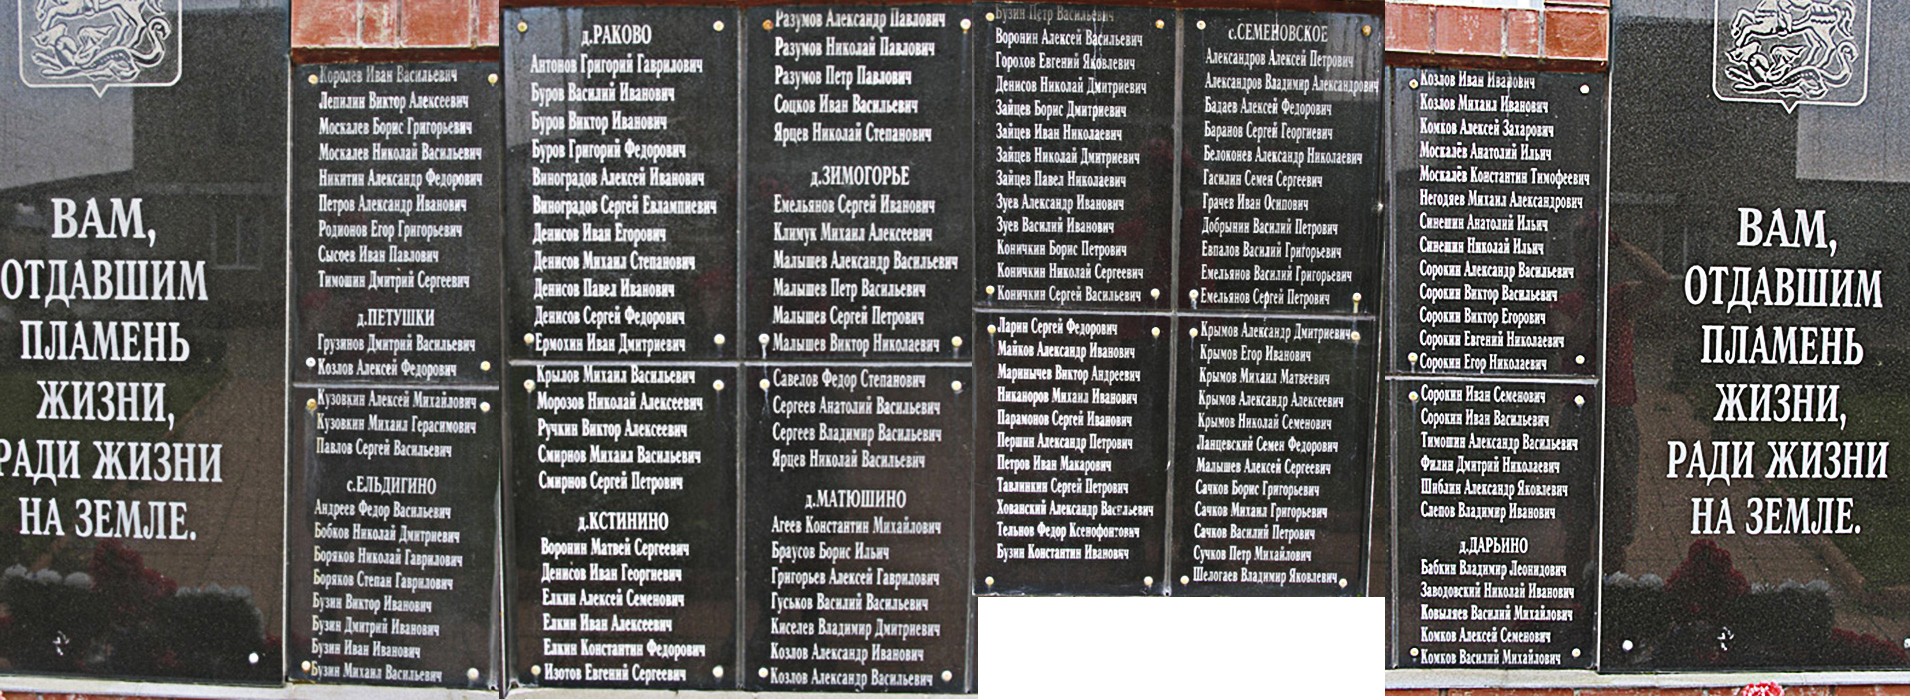 ВАМ,
ОТДАВШИМ
ПЛАМЕНЬ
ЖИЗНИ,
РАДИ ЖИЗНИ
НА ЗЕМЛЕ.
Королев Иван Васильевич
Лепилин Виктор Алексеевич
Москалев Борис Григорьевич
Москалев Николай Васильевич
Никитин Александр Федорович
Петров Александр Иванович
Родионов Егор Григорьевич
Сысоев Иван Павлович
Тимошин Дмитрий Сергеевич
д.ПЕТУШКИ
Грузинов Дмитрий Васильевич
Козлов Алексей Федорович
Кузовкин Алексей Михайлович
Кузовкин Михаил Герасимович
Павлов Сергей Васильевич
с.ЕЛЬДИГИНО
Андреев Федор Васильевич
Бобков Николай Дмитриевич
Боряков Николай Гаврилович
Боряков Степан Гаврилович
Бузин Виктор Иванович
Бузин Дмитрий Иванович
Бузин Иван Иванович
Бузин Михаил Васильевич
д.РАКОВО
Антонов Григорий Гаврилович
Буров Василий Иванович
Буров Виктор Иванович
Буров Григорий Федорович
Виноградов Алексей Иванович
Виноградов Сергей Евлампиевич
Денисов Иван Егорович
Денисов Михаил Степанович
Денисов Павел Иванович
Денисов Сергей Федорович
Ермохин Иван Дмитриевич
Крылов Михаил Васильевич
Морозов Николай Алексеевич
Ручкин Виктор Алексеевич
Смирнов Михаил Васильевич
Смирнов Сергей Петрович
д.КСТИНИНО
Воронин Матвей Сергеевич
Денисов Иван Георгиевич
Елкин Алексей Семенович
Елкин Иван Алексеевич
Елкин Константин Федорович
Изотов Евгений Сергеевич
Разумов Александр Павлович
Разумов Николай Павлович
Разумов Петр Павлович
Соцков Иван Васильевич
Ярцев Николай Степанович
д.ЗИМОГОРЬЕ
Емельянов Сергей Иванович
Климук Михаил Алексеевич
Малышев Александр Васильевич
Малышев Петр Васильевич
Малышев Сергей Петрович
Малышев Виктор Николаевич
Савелов Федор Степанович
Сергеев Анатолий Васильевич
Сергеев Владимир Васильевич
Ярцев Николай Васильевич
д.МАТЮШИНО
Агеев Константин Михайлович
Браусов Борис Ильич
Григорьев Алексей Гаврилович
Гуськов Василий Васильевич
Киселев Владимир Дмитриевич
Козлов Александр Иванович
Козлов Александр Васильевич
Бузин Петр Васильевич
Воронин Алексей Васильевич
Горохов Евгений Яковлевич
Денисов Николай Дмитриевич
Зайцев Борис Дмитриевич
Зайцев Иван Николаевич
Зайцев Николай Дмитриевич
Зайцев Павел Николаевич
Зуев Александр Иванович
Зуев Василий Иванович
Коничкин Борис Петрович
Коничкин Николай Сергеевич
Коничкин Сергей Васильевич
Ларин Сергей Федорович
Майков Александр Иванович
Маринычев Виктор Андреевич
Никаноров Михаил Иванович
Парамонов Сергей Иванович
Першин Александр Петрович
Петров Иван Макарович
Тавлинкин Сергей Петрович
Хованский Александр Васильевич
Тельнов Федор Ксенофонтович
Бузин Константин Иванович
с.СЕМЕНОВСКОЕ
Александров Алексей Петрович
Александров Владимир Александрович
Бадаев Алексей Федорович
Баранов Сергей Георгиевич
Белоконев Александр Николаевич
Гасилин Семен Сергеевич
Грачев Иван Осипович
Добрынин Василий Петрович
Евпалов Василий Григорьевич
Емельянов Василий Григорьевич
Емельянов Сергей Петрович
Крымов Александр Дмитриевич
Крымов Егор Иванович
Крымов Михаил Матвеевич
Крымов Александр Алексеевич
Крымов Николай Семенович
Ланцевский Семен Федорович
Малышев Алексей Сергеевич
Сачков Борис Григорьевич
Сачков Михаил Григорьевич
Сачков Василий Петрович
Сучков Петр Михайлович
Шелогаев Владимир Яковлевич
Козлов Иван Иванович
Козлов Михаил Иванович
Комков Алексей Захарович
Москалёв Анатолий Ильич
Москалёв Константин Тимофеевич
Негодяев Михаил Александрович
Синешин Анатолий Ильич
Синешин Николай Ильич
Сорокин Александр Васильевич
Сорокин Виктор Васильевич
Сорокин Виктор Егорович
Сорокин Евгений Николаевич
Сорокин Егор Николаевич
Сорокин Иван Семенович
Сорокин Иван Васильевич
Тимошин Александр Васильевич
Филин Дмитрий Николаевич
Шиблин Александр Яковлевич
Слепов Владимир Иванович
д.ДАРЬИНО
Бабкин Владимир Леонидович
Заводовский Николай Иванович
Ковыляев Василий Михайлович
Комков Алексей Семенович
Комков Василий Михайлович
ВАМ,
ОТДАВШИМ
ПЛАМЕНЬ
ЖИЗНИ,
РАДИ ЖИЗНИ
НА ЗЕМЛЕ.